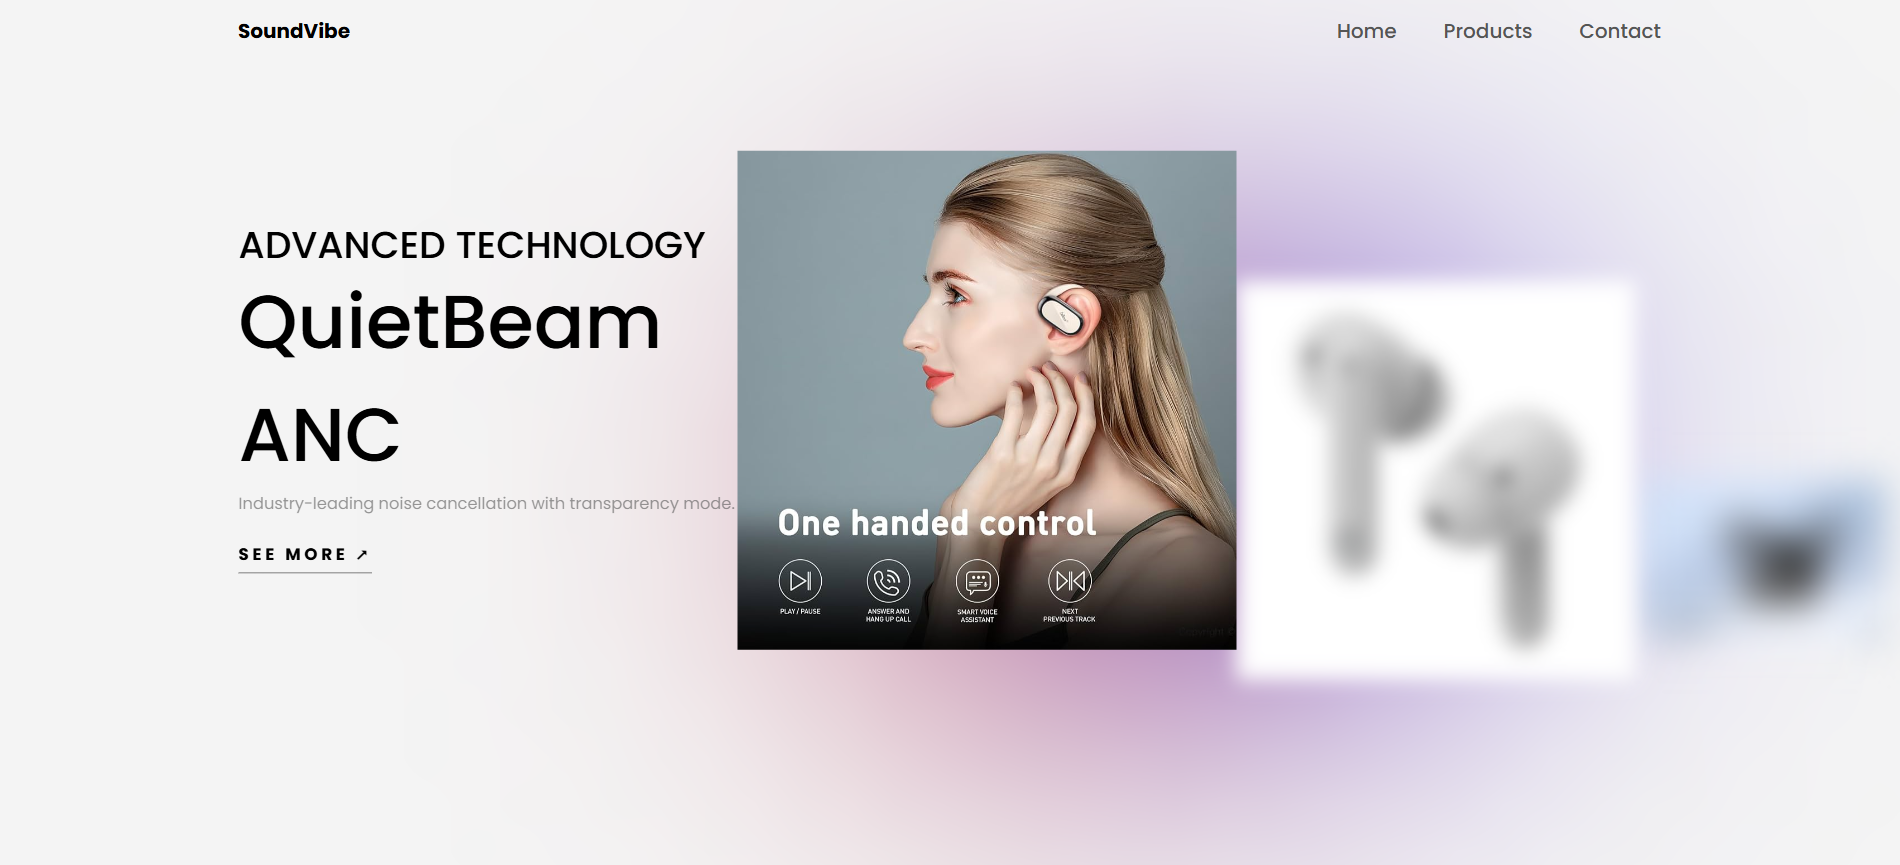 SoundVibe
Home
Products
Contact
ADVANCED TECHNOLOGY
QuietBeam
ANC
Industry-leading noise cancellation with transparency mode.
SEE MORE ↗
One handed control
PLAY / PAUSE
ANSWER AND
HANG UP CALL
SMART VOICE
ASSISTANT
NEXT
PREVIOUS TRACK